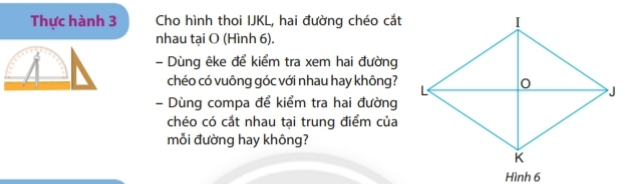 Thực hành 3
Cho hình thoi IJKL, hai đường chéo cắt
nhau tại O (Hình 6).
– Dùng êke để kiểm tra xem hai đường
chéo có vuông góc với nhau hay không?
– Dùng compa để kiểm tra hai đường
chéo có cắt nhau tại trung điểm của
mỗi đường hay không?
I
O
L
J
K
Hình 6